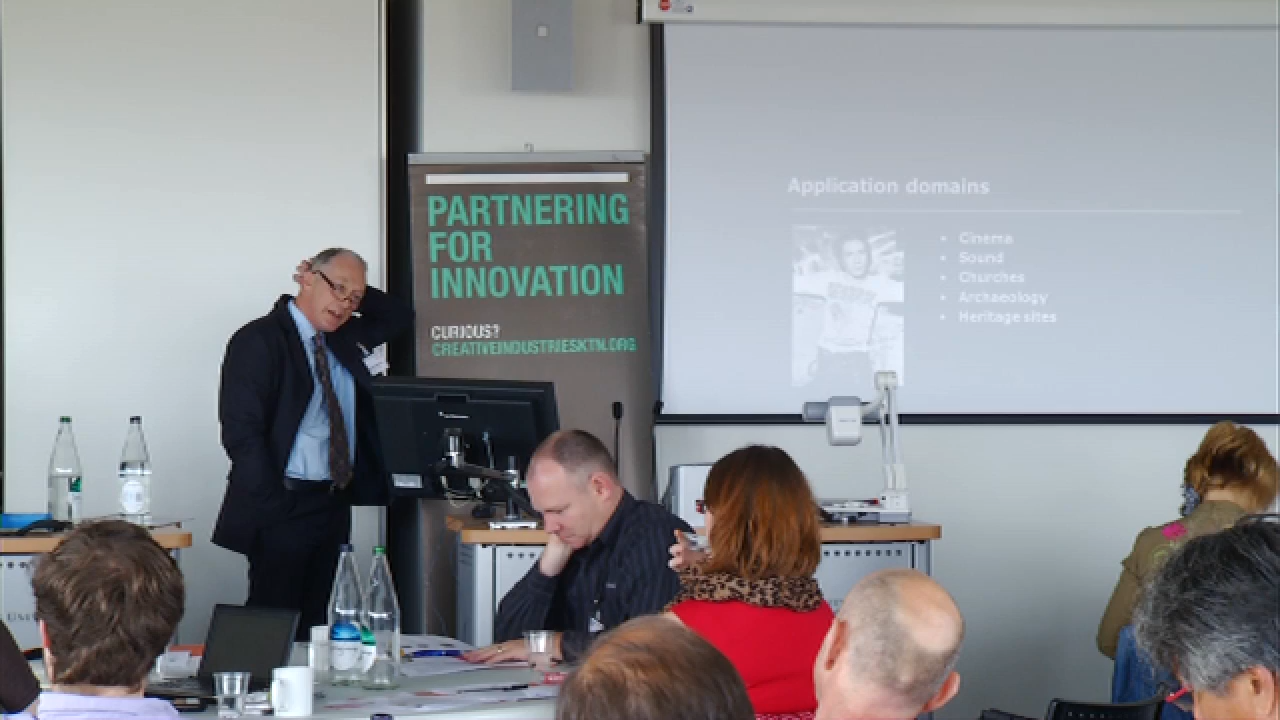 PARTNERING
FOR
INNOVATION
CURIOUS?
CREATIVEINDUSTRIESKTN.ORG
Application domains
• Cinema
• Sound
• Churches
• Archaeology
• Heritage sites